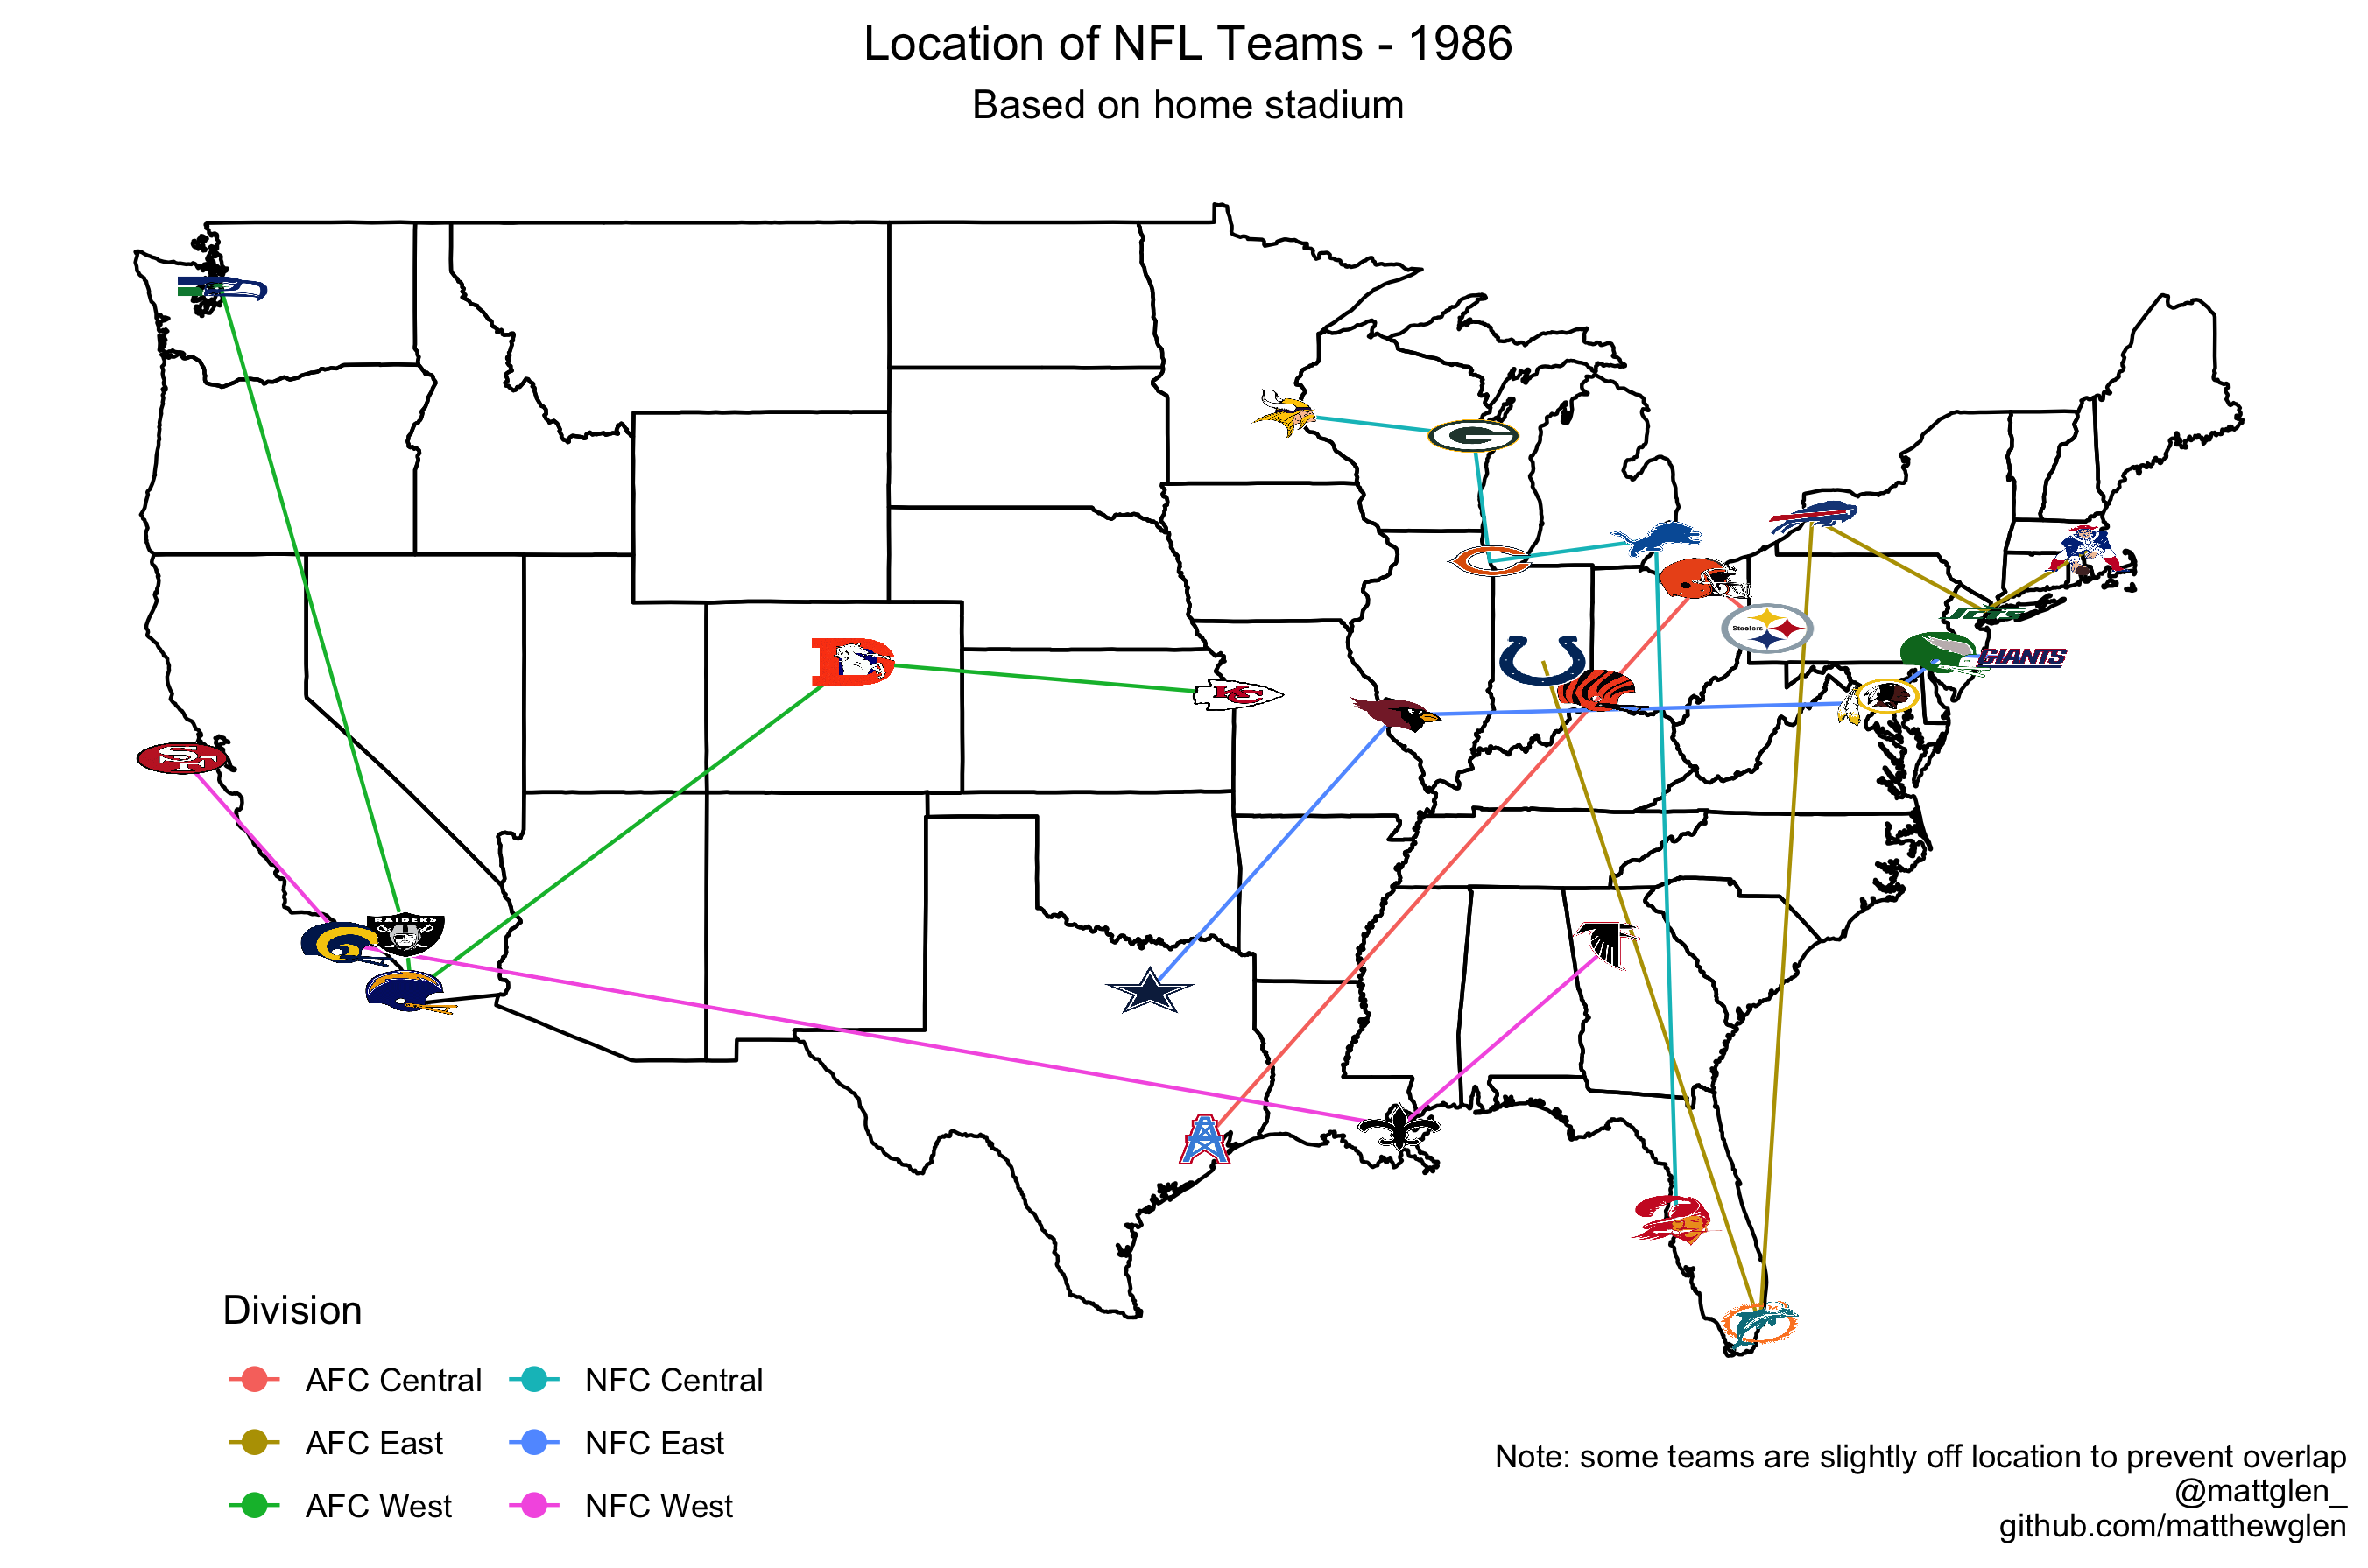 Location of NFL Teams - 1986
Based on home stadium
RAIDERS
KC
Steelers
JETS
GIANTS
SF
G
C
D
M
Division
AFC Central
NFC Central
AFC East
NFC East
AFC West
NFC West
Note: some teams are slightly off location to prevent overlap
@mattglen_
github.com/matthewglen